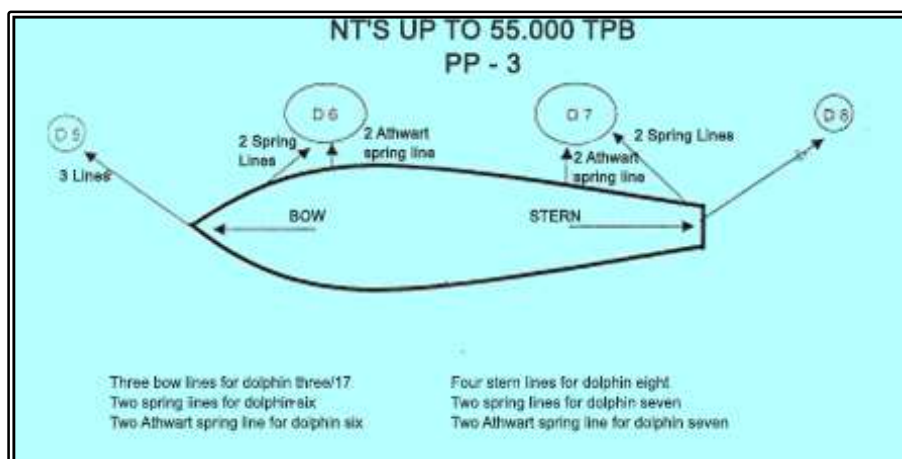 NT'S UP TO 55.000 TPB
PP - 3
D 5
D 6
D 7
D 8
2 Spring
Lines
2 Athwart
spring line
2 Spring Lines
2 Athwart
spring line
3 Lines
BOW
STERN
Three bow lines for dolphin three/17
Two spring lines for dolphin six
Two Athwart spring line for dolphin six
Four stern lines for dolphin eight
Two spring lines for dolphin seven
Two Athwart spring line for dolphin seven